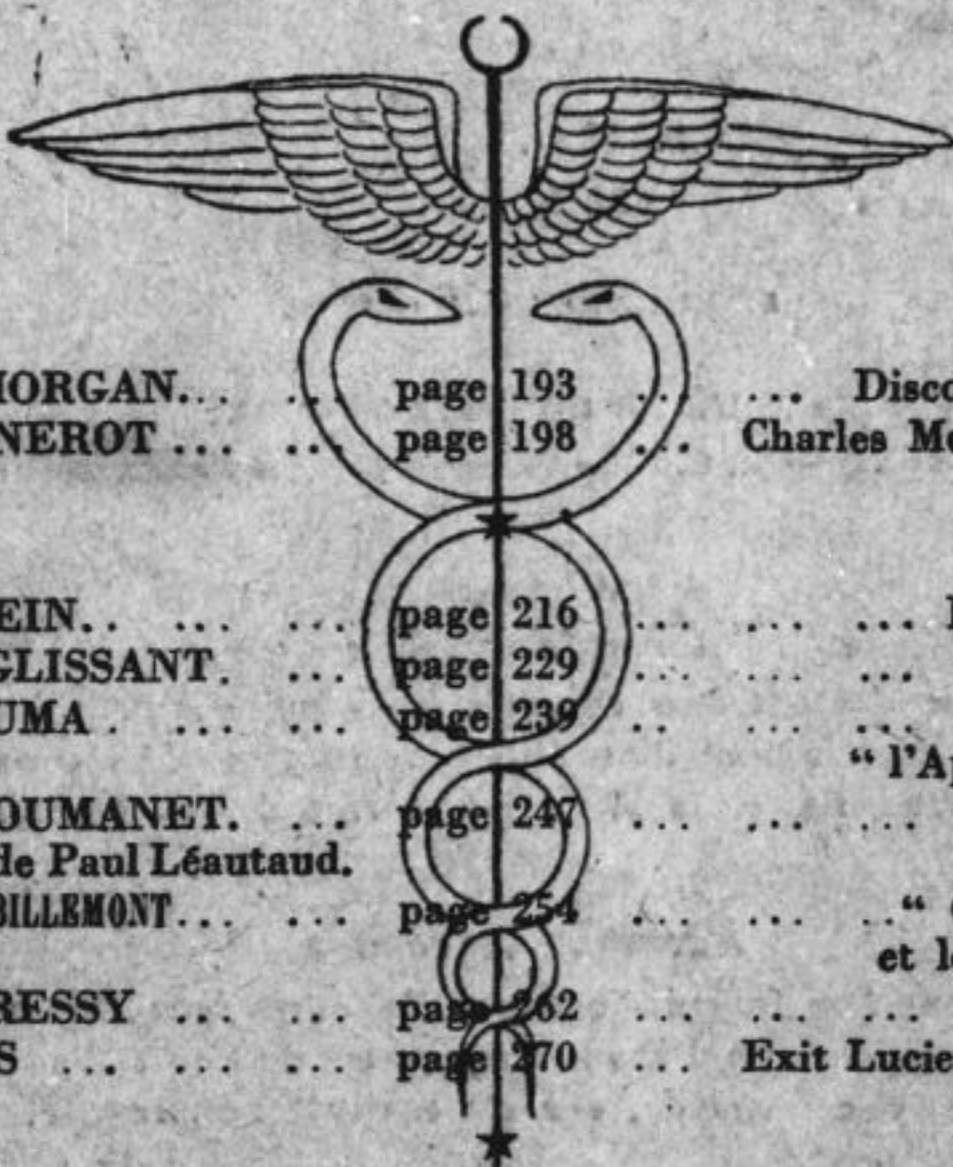 MORGAN... ... page 193 ... ... Disco
NEROT ... ... page 198 ... Charles Mo
EIN.. ... ... page 216 ... ... ...
GLISSANT. ... page 229 ... ... ...
UMA . ... ... page 239 .. ... ...
“ l'Ap
OUMANET. ... page 247 ... ... ...
de Paul Léautaud.
BILLEMONT... ... page 254 ... ... ..“
et l
RESSY ... ... page 262 ... ... ...
S ... ... ... page 270 ... Exit Lucie